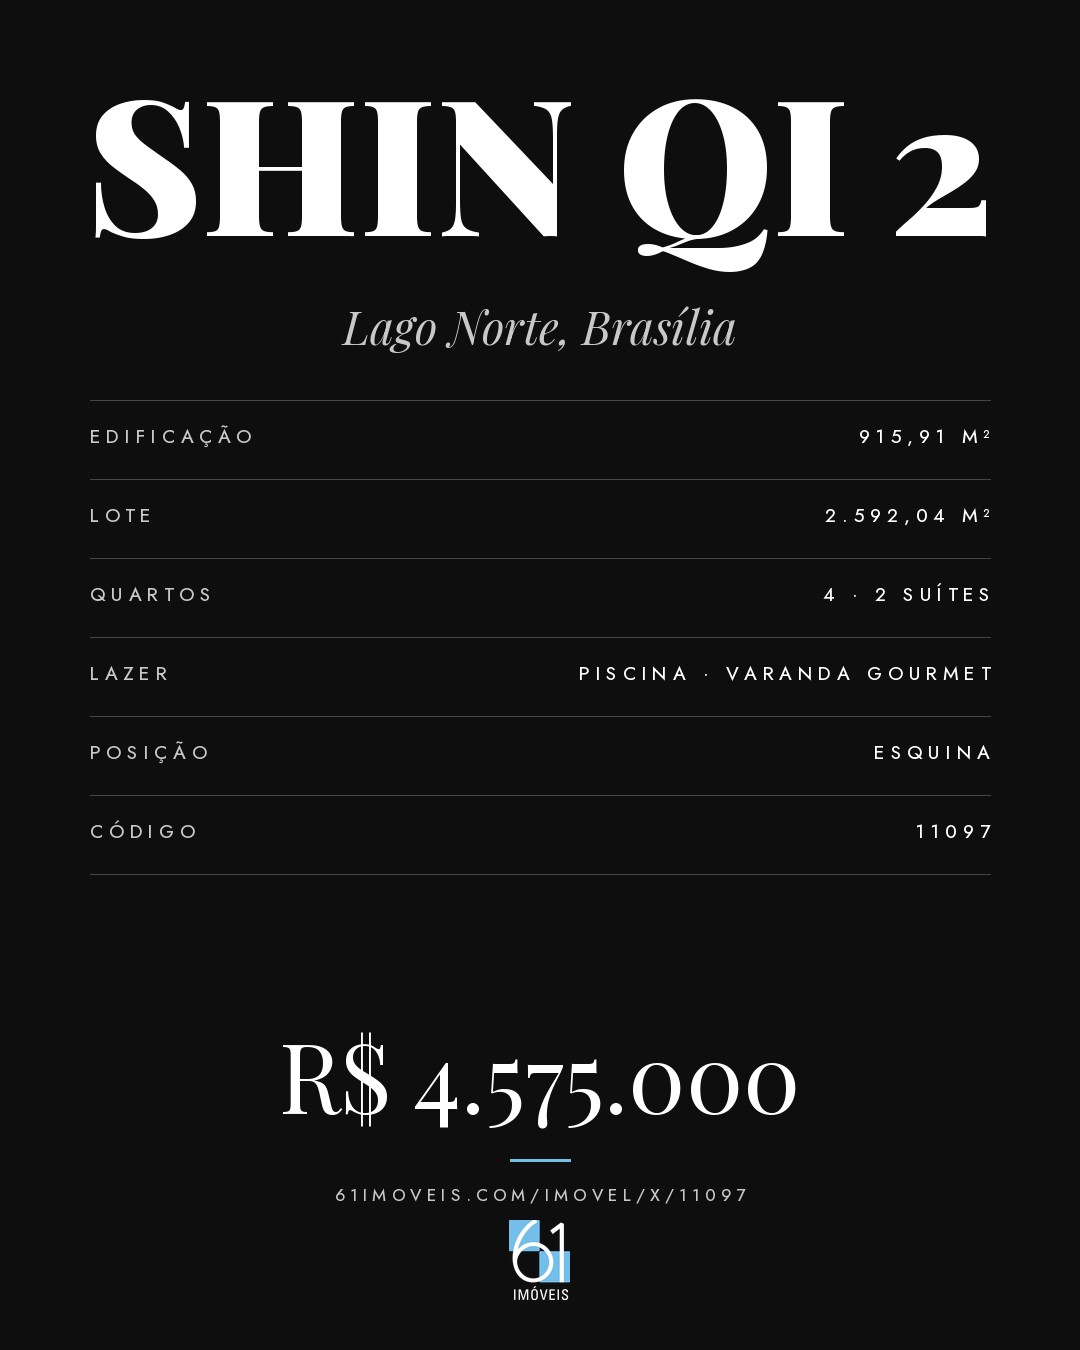 SHIN QI 2
Lago Norte, Brasília
EDIFICAÇÃO 915,91 M²
LOTE 2.592,04 M²
QUARTOS 4 · 2 SUÍTES
LAZER PISCINA · VARANDA GOURMET
POSIÇÃO ESQUINA
CÓDIGO 11097
R$ 4.575.000
61IMOVEIS.COM/IMOVEL/X/11097
61
IMÓVEIS